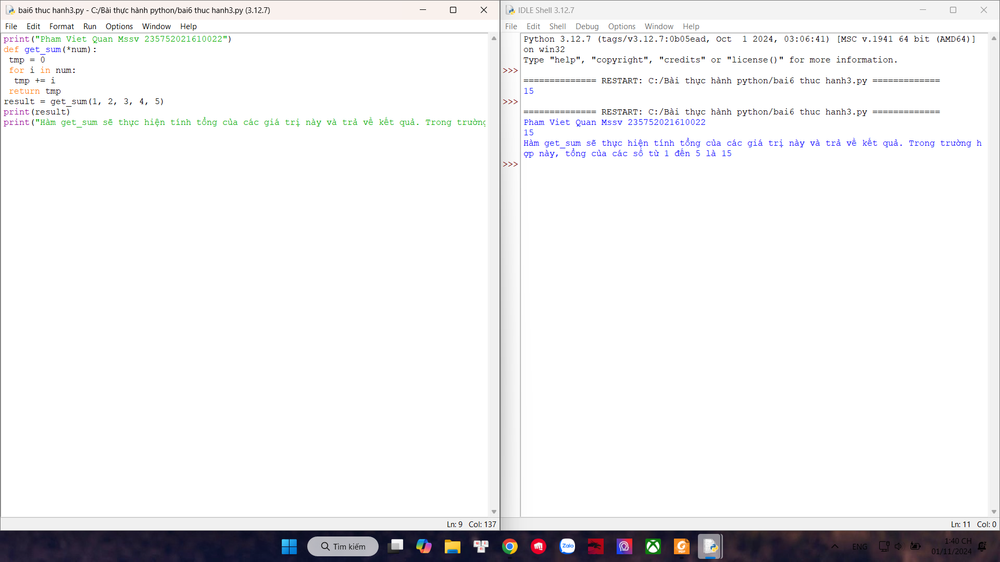 bai6 thuc hanh3.py - C:/Bài thực hành python/bai6 thuc hanh3.py (3.12.7)
File Edit Format Run Options Window Help
print("Pham Viet Quan Mssv 235752021610022")
def get_sum(*num):
 tmp = 0
 for i in num:
  tmp += i
 return tmp
result = get_sum(1, 2, 3, 4, 5)
print(result)
print("Hàm get_sum sẽ thực hiện tính tổng của các giá trị này và trả về kết quả. Trong trường
Ln: 9 Col: 137
IDLE Shell 3.12.7
File Edit Shell Debug Options Window Help
Python 3.12.7 (tags/v3.12.7:0b05ead, Oct  1 2024, 03:06:41) [MSC v.1941 64 bit (AMD64)]
on win32
Type "help", "copyright", "credits" or "license()" for more information.
>>>
============== RESTART: C:/Bài thực hành python/bai6 thuc hanh3.py =============
15
>>>
============== RESTART: C:/Bài thực hành python/bai6 thuc hanh3.py =============
Pham Viet Quan Mssv 235752021610022
15
Hàm get_sum sẽ thực hiện tính tổng của các giá trị này và trả về kết quả. Trong trường h
ợp này, tổng của các số từ 1 đến 5 là 15
>>>
Ln: 11 Col: 0
Tìm kiếm
Zalo
PDF
ENG
1:40 CH
01/11/2024